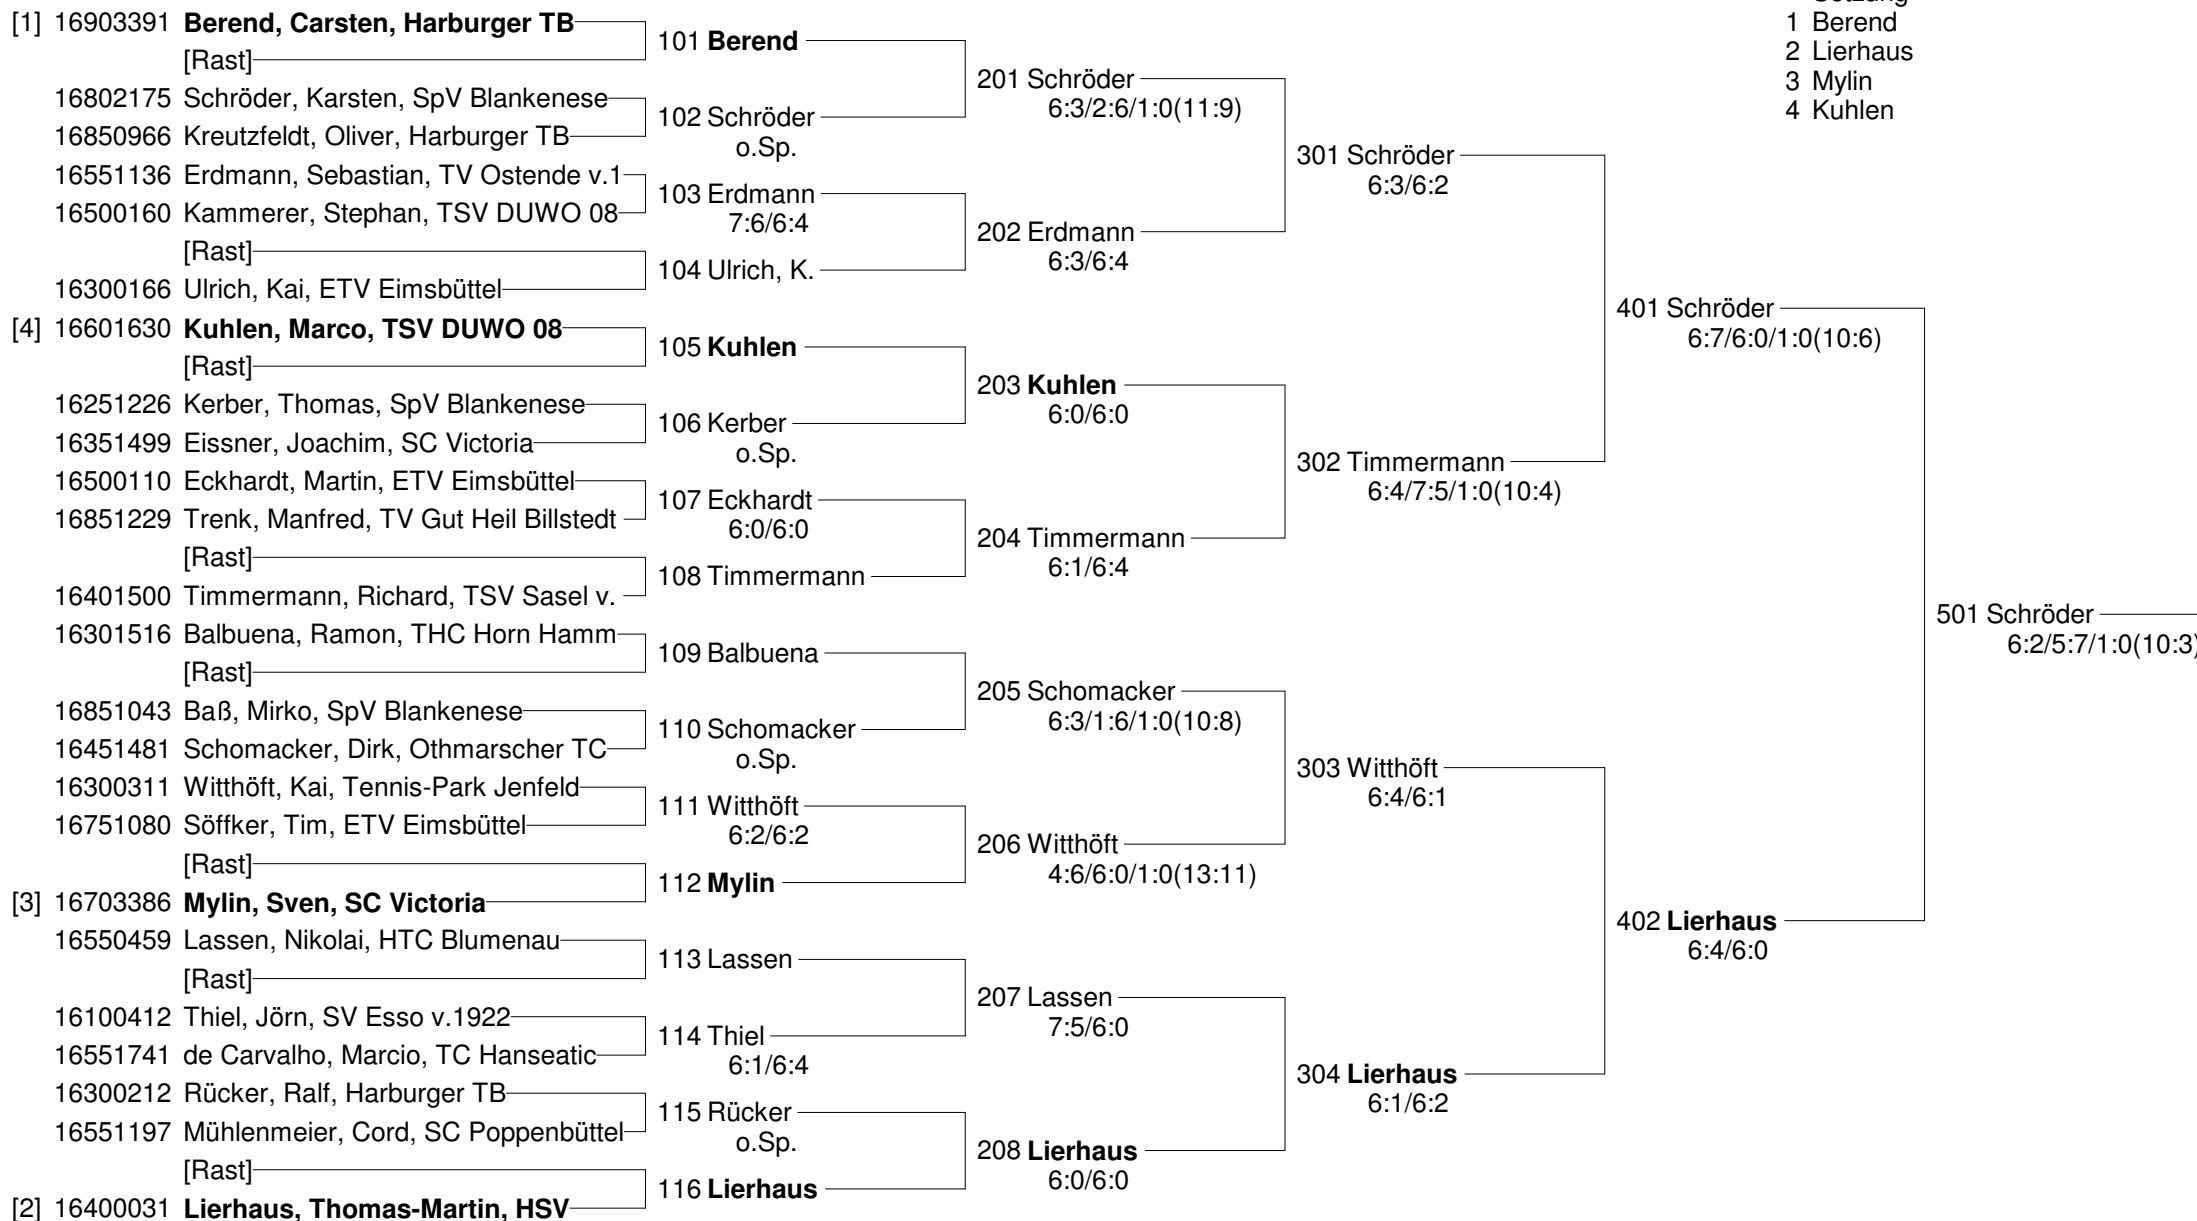 Setzung
1 Berend
2 Lierhaus
3 Mylin
4 Kuhlen
[1] 16903391 Berend, Carsten, Harburger TB
[Rast]
16802175 Schröder, Karsten, SpV Blankenese
16850966 Kreutzfeldt, Oliver, Harburger TB
16551136 Erdmann, Sebastian, TV Ostende v.1
16500160 Kammerer, Stephan, TSV DUWO 08
[Rast]
16300166 Ulrich, Kai, ETV Eimsbüttel
[4] 16601630 Kuhlen, Marco, TSV DUWO 08
[Rast]
16251226 Kerber, Thomas, SpV Blankenese
16351499 Eissner, Joachim, SC Victoria
16500110 Eckhardt, Martin, ETV Eimsbüttel
16851229 Trenk, Manfred, TV Gut Heil Billstedt
[Rast]
16401500 Timmermann, Richard, TSV Sasel v.
16301516 Balbuena, Ramon, THC Horn Hamm
[Rast]
16851043 Baß, Mirko, SpV Blankenese
16451481 Schomacker, Dirk, Othmarscher TC
16300311 Witthöft, Kai, Tennis-Park Jenfeld
16751080 Söffker, Tim, ETV Eimsbüttel
[Rast]
[3] 16703386 Mylin, Sven, SC Victoria
16550459 Lassen, Nikolai, HTC Blumenau
[Rast]
16100412 Thiel, Jörn, SV Esso v.1922
16551741 de Carvalho, Marcio, TC Hanseatic
16300212 Rücker, Ralf, Harburger TB
16551197 Mühlenmeier, Cord, SC Poppenbüttel
[Rast]
[2] 16400031 Lierhaus, Thomas-Martin, HSV
101 Berend
102 Schröder
o.Sp.
103 Erdmann
7:6/6:4
104 Ulrich, K.
105 Kuhlen
106 Kerber
o.Sp.
107 Eckhardt
6:0/6:0
108 Timmermann
109 Balbuena
110 Schomacker
o.Sp.
111 Witthöft
6:2/6:2
112 Mylin
113 Lassen
114 Thiel
6:1/6:4
115 Rücker
o.Sp.
116 Lierhaus
201 Schröder
6:3/2:6/1:0(11:9)
202 Erdmann
6:3/6:4
203 Kuhlen
6:0/6:0
204 Timmermann
6:1/6:4
205 Schomacker
6:3/1:6/1:0(10:8)
206 Witthöft
4:6/6:0/1:0(13:11)
207 Lassen
7:5/6:0
208 Lierhaus
6:0/6:0
301 Schröder
6:3/6:2
302 Timmermann
6:4/7:5/1:0(10:4)
303 Witthöft
6:4/6:1
304 Lierhaus
6:1/6:2
401 Schröder
6:7/6:0/1:0(10:6)
402 Lierhaus
6:4/6:0
501 Schröder
6:2/5:7/1:0(10:3)